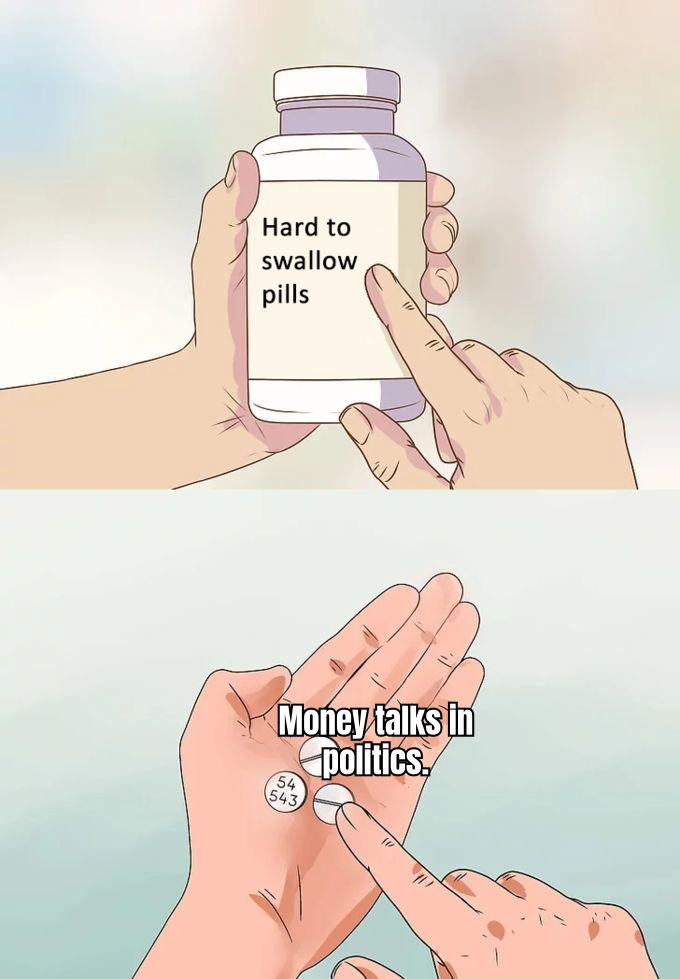 Hard to
swallow
pills
Money talks in
politics.
54
543